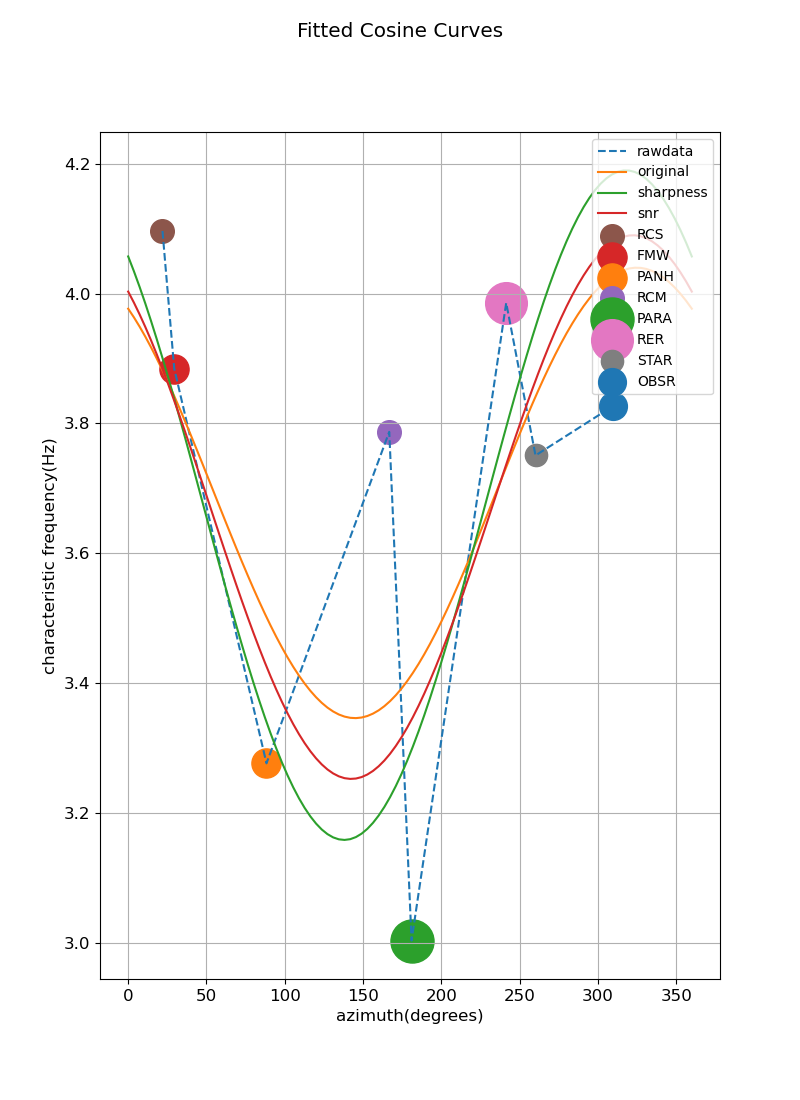 Fitted Cosine Curves
4.2
4.0
3.8
3.6
3.4
3.2
3.0
characteristic frequency(Hz)
rawdata
original
sharpness
snr
RCS
FMW
PANH
RCM
PARA
RER
STAR
OBSR
0 50 100 150 200 250 300 350
azimuth(degrees)